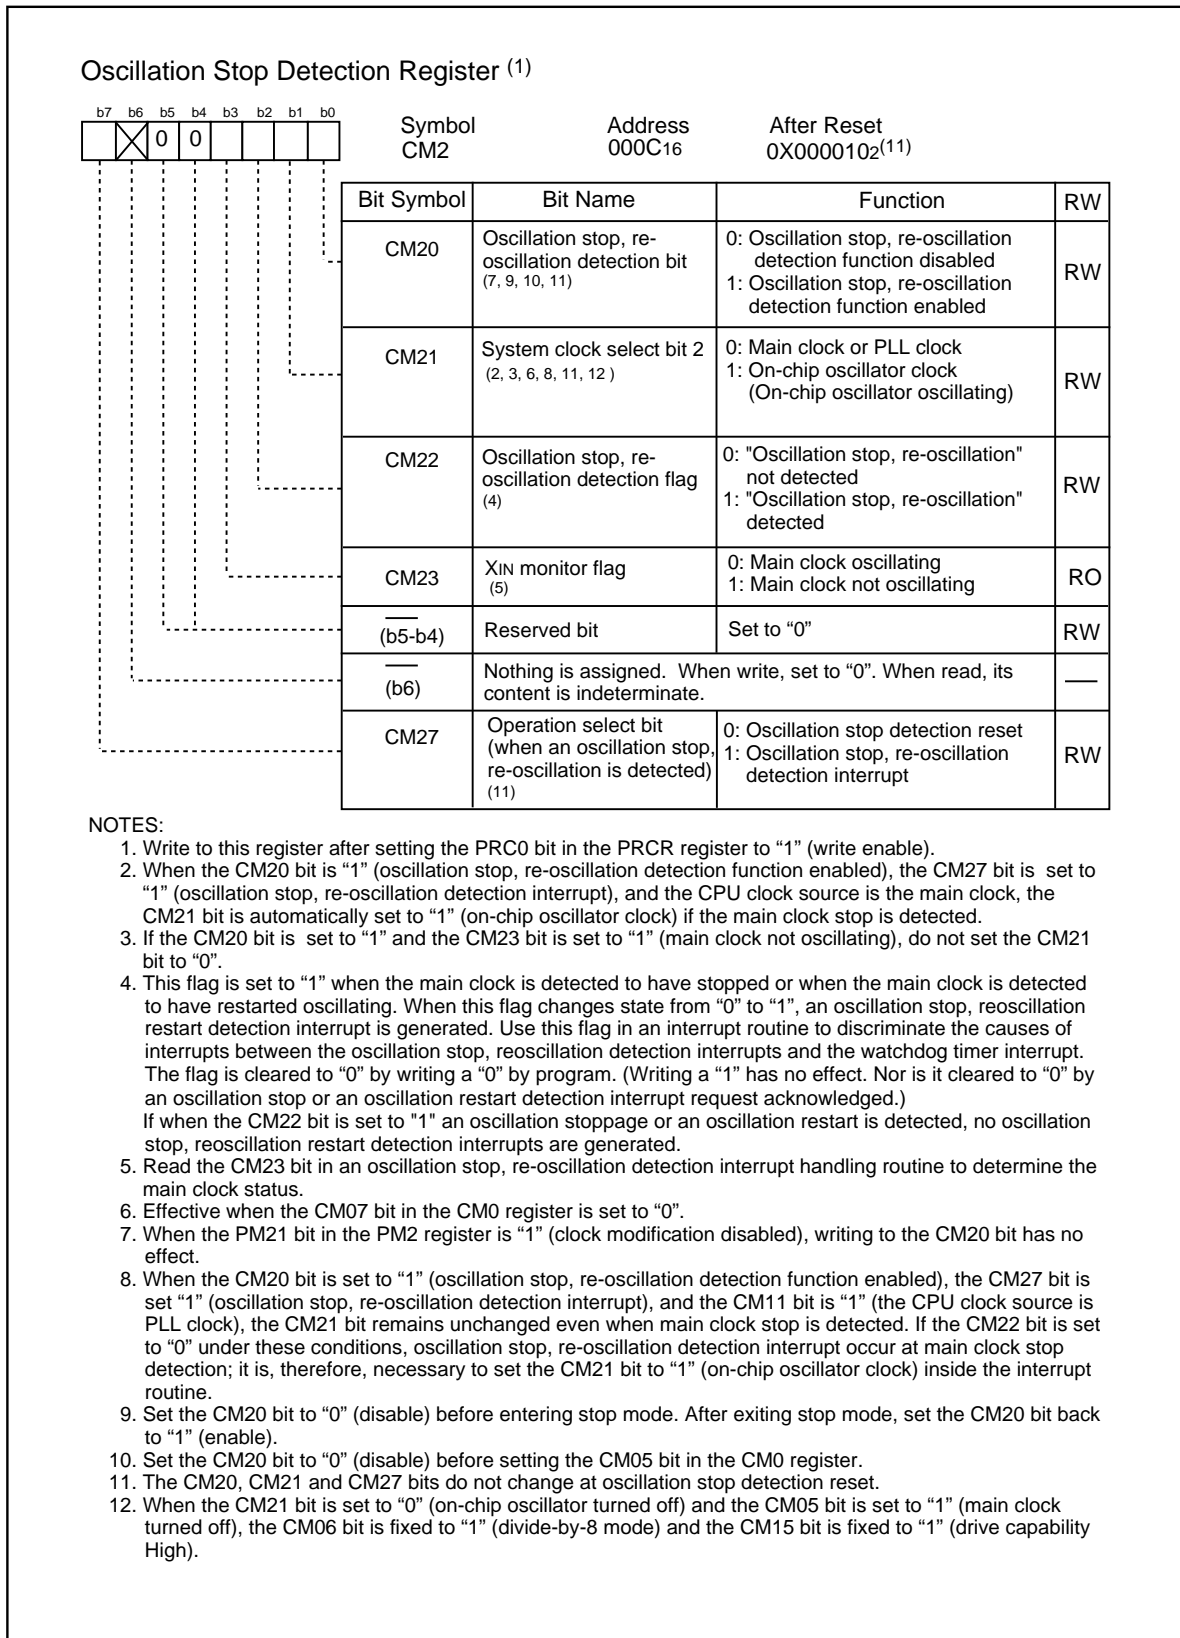 Oscillation Stop Detection Register (1)
b7 b6 b5 b4 b3 b2 b1 b0
0 0
Symbol Address After Reset
CM2 000C16 0X0000102(11)
Bit Symbol Bit Name Function RW
CM20
Oscillation stop, re-
oscillation detection bit
(7, 9, 10, 11)
0: Oscillation stop, re-oscillation
detection function disabled
1: Oscillation stop, re-oscillation
detection function enabled
RW
CM21
System clock select bit 2
(2, 3, 6, 8, 11, 12 )
0: Main clock or PLL clock
1: On-chip oscillator clock
(On-chip oscillator oscillating)
RW
CM22
Oscillation stop, re-
oscillation detection flag
(4)
0: "Oscillation stop, re-oscillation"
not detected
1: "Oscillation stop, re-oscillation"
detected
RW
CM23
XIN monitor flag
(5)
0: Main clock oscillating
1: Main clock not oscillating
RO
(b5-b4)
Reserved bit
Set to “0”
RW
(b6)
Nothing is assigned. When write, set to “0”. When read, its
content is indeterminate.
CM27
Operation select bit
(when an oscillation stop,
re-oscillation is detected)
(11)
0: Oscillation stop detection reset
1: Oscillation stop, re-oscillation
detection interrupt
RW
NOTES:
1. Write to this register after setting the PRC0 bit in the PRCR register to “1” (write enable).
2. When the CM20 bit is “1” (oscillation stop, re-oscillation detection function enabled), the CM27 bit is set to
“1” (oscillation stop, re-oscillation detection interrupt), and the CPU clock source is the main clock, the
CM21 bit is automatically set to “1” (on-chip oscillator clock) if the main clock stop is detected.
3. If the CM20 bit is set to “1” and the CM23 bit is set to “1” (main clock not oscillating), do not set the CM21
bit to “0”.
4. This flag is set to “1” when the main clock is detected to have stopped or when the main clock is detected
to have restarted oscillating. When this flag changes state from “0” to “1”, an oscillation stop, reoscillation
restart detection interrupt is generated. Use this flag in an interrupt routine to discriminate the causes of
interrupts between the oscillation stop, reoscillation detection interrupts and the watchdog timer interrupt.
The flag is cleared to “0” by writing a “0” by program. (Writing a “1” has no effect. Nor is it cleared to “0” by
an oscillation stop or an oscillation restart detection interrupt request acknowledged.)
If when the CM22 bit is set to "1" an oscillation stoppage or an oscillation restart is detected, no oscillation
stop, reoscillation restart detection interrupts are generated.
5. Read the CM23 bit in an oscillation stop, re-oscillation detection interrupt handling routine to determine the
main clock status.
6. Effective when the CM07 bit in the CM0 register is set to “0”.
7. When the PM21 bit in the PM2 register is “1” (clock modification disabled), writing to the CM20 bit has no
effect.
8. When the CM20 bit is set to “1” (oscillation stop, re-oscillation detection function enabled), the CM27 bit is
set “1” (oscillation stop, re-oscillation detection interrupt), and the CM11 bit is “1” (the CPU clock source is
PLL clock), the CM21 bit remains unchanged even when main clock stop is detected. If the CM22 bit is set
to “0” under these conditions, oscillation stop, re-oscillation detection interrupt occur at main clock stop
detection; it is, therefore, necessary to set the CM21 bit to “1” (on-chip oscillator clock) inside the interrupt
routine.
9. Set the CM20 bit to “0” (disable) before entering stop mode. After exiting stop mode, set the CM20 bit back
to “1” (enable).
10. Set the CM20 bit to “0” (disable) before setting the CM05 bit in the CM0 register.
11. The CM20, CM21 and CM27 bits do not change at oscillation stop detection reset.
12. When the CM21 bit is set to “0” (on-chip oscillator turned off) and the CM05 bit is set to “1” (main clock
turned off), the CM06 bit is fixed to “1” (divide-by-8 mode) and the CM15 bit is fixed to “1” (drive capability
High).